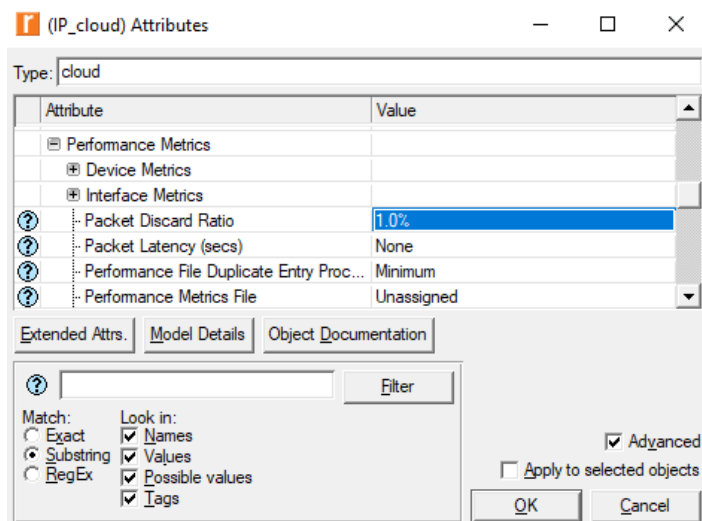 (IP_cloud) Attributes
Type: cloud
Attribute Value
Performance Metrics
Device Metrics
Interface Metrics
Packet Discard Ratio 1.0%
Packet Latency (secs) None
Performance File Duplicate Entry Proc... Minimum
Performance Metrics File Unassigned
Extended Attrs. Model Details Object Documentation
Filter
Match: Look in:
Exact Names
Substring Values
RegEx Possible values
Tags
Advanced
Apply to selected objects
OK Cancel